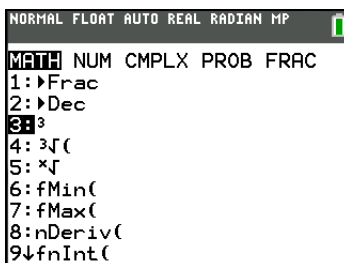 NORMAL FLOAT AUTO REAL RADIAN MP
MATH NUM CMPLX PROB FRAC
1:▶Frac
2:▶Dec
3:³
4:³√(
5:ˣ√
6:fMin(
7:fMax(
8:nDeriv(
9↓fnInt(